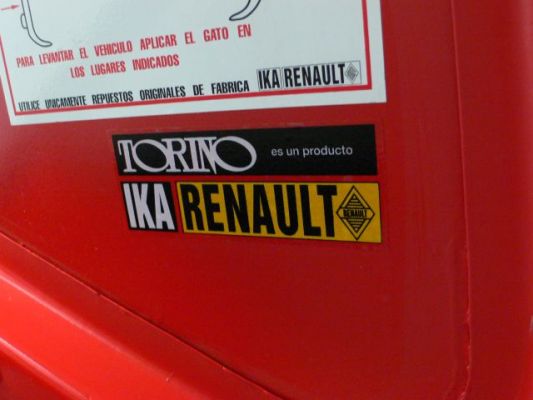 PARA LEVANTAR EL VEHICULO APLICAR EL GATO EN
LOS LUGARES INDICADOS
UTILICE UNICAMENTE REPUESTOS ORIGINALES DE FABRICA IKA RENAULT
TORINO es un producto
IKA RENAULT RENAULT